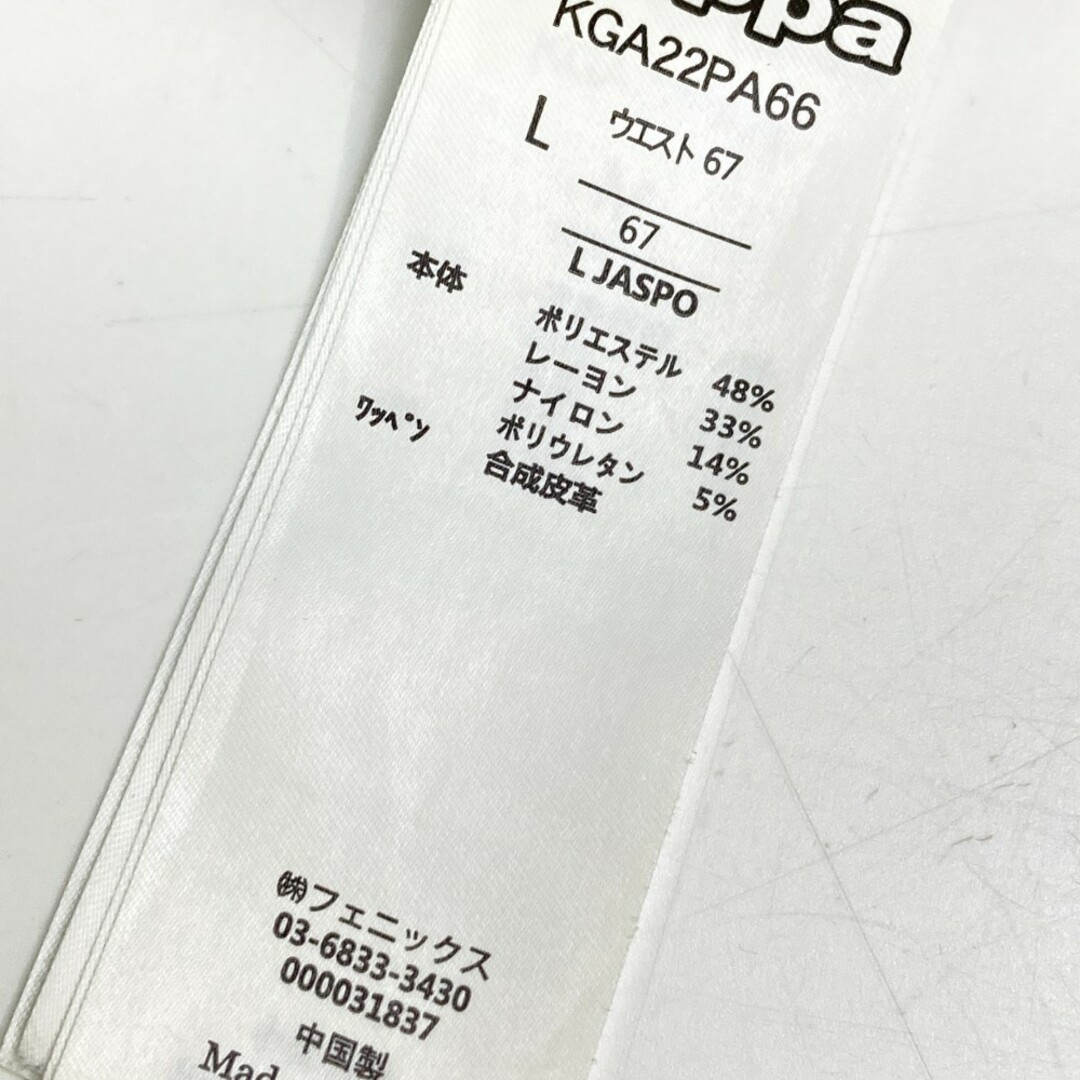 KGA22PA66
L ウエスト 67
67
L JASPO
本体 ポリエステル 48%
レーヨン 33%
ナイロン 14%
ポリウレタン 5%
ﾜｯﾍﾟﾝ 合成皮革
㈱フェニックス
03-6833-3430
000031837
中国製